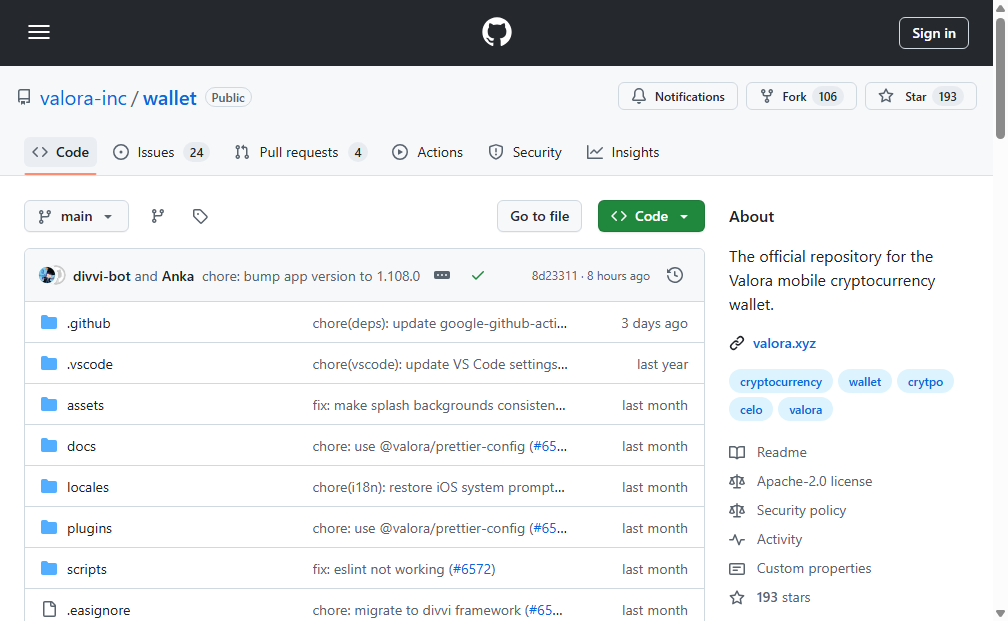 Sign in
valora-inc / wallet Public
Notifications Fork 106 Star 193
Code Issues 24 Pull requests 4 Actions Security Insights
main Go to file Code
divvi-bot and Anka chore: bump app version to 1.108.0 8d23311 · 8 hours ago
.github chore(deps): update google-github-acti... 3 days ago
.vscode chore(vscode): update VS Code settings... last year
assets fix: make splash backgrounds consisten... last month
docs chore: use @valora/prettier-config (#65... last month
locales chore(i18n): restore iOS system prompt... last month
plugins chore: use @valora/prettier-config (#65... last month
scripts fix: eslint not working (#6572) last month
.easignore chore: migrate to divvi framework (#65... last month
About
The official repository for the
Valora mobile cryptocurrency
wallet.
valora.xyz
cryptocurrency wallet crytpo
celo valora
Readme
Apache-2.0 license
Security policy
Activity
Custom properties
193 stars